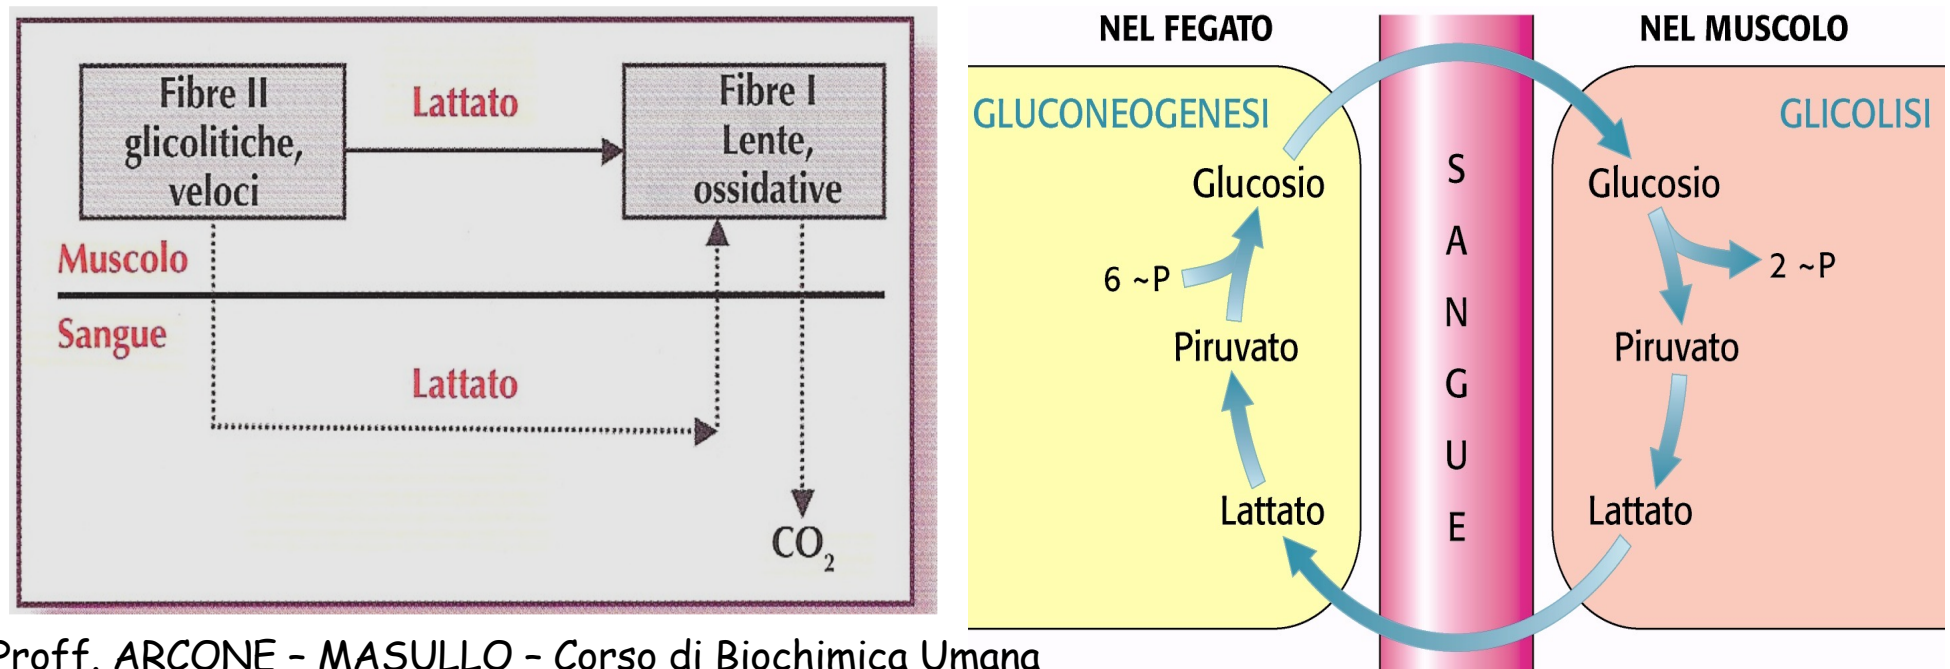 Fibre II
glicolitiche,
veloci
Lattato
Fibre I
Lente,
ossidative
Muscolo
Sangue
Lattato
CO₂
NEL FEGATO
NEL MUSCOLO
GLUCONEOGENESI
GLICOLISI
Glucosio
6 ~P
Piruvato
Lattato
S
A
N
G
U
E
Glucosio
2 ~P
Piruvato
Lattato
Proff. ARCONE – MASULLO – Corso di Biochimica Umana